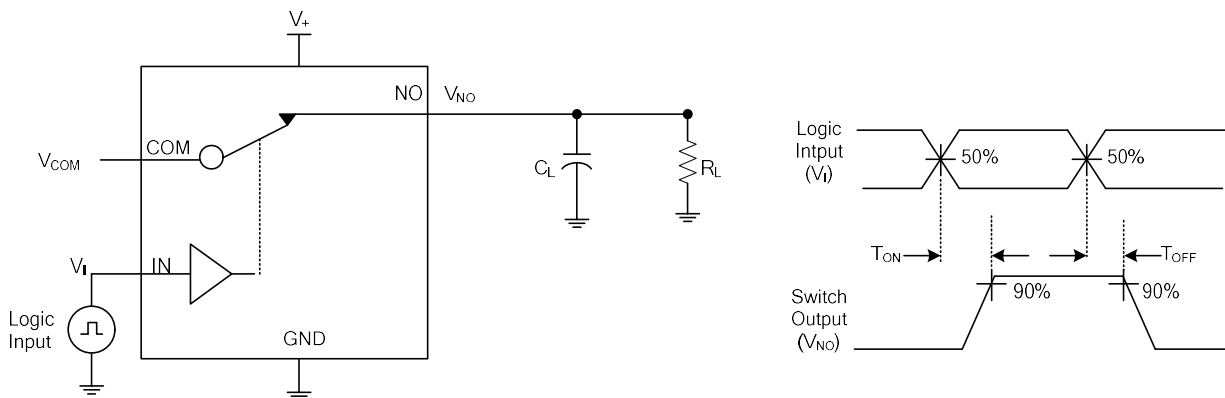 V+
NO
VNO
COM
VCOM
CL
RL
VI
IN
Logic
Input
GND
Logic
Intput
(VI)
50%
50%
TON
TOFF
90%
90%
Switch
Output
(VNO)